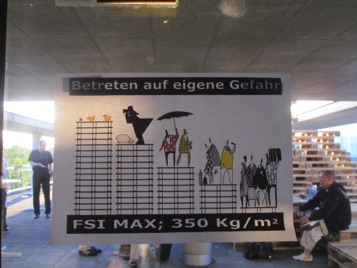 Betreten auf eigene Gefahr
FSI MAX; 350 Kg/m²